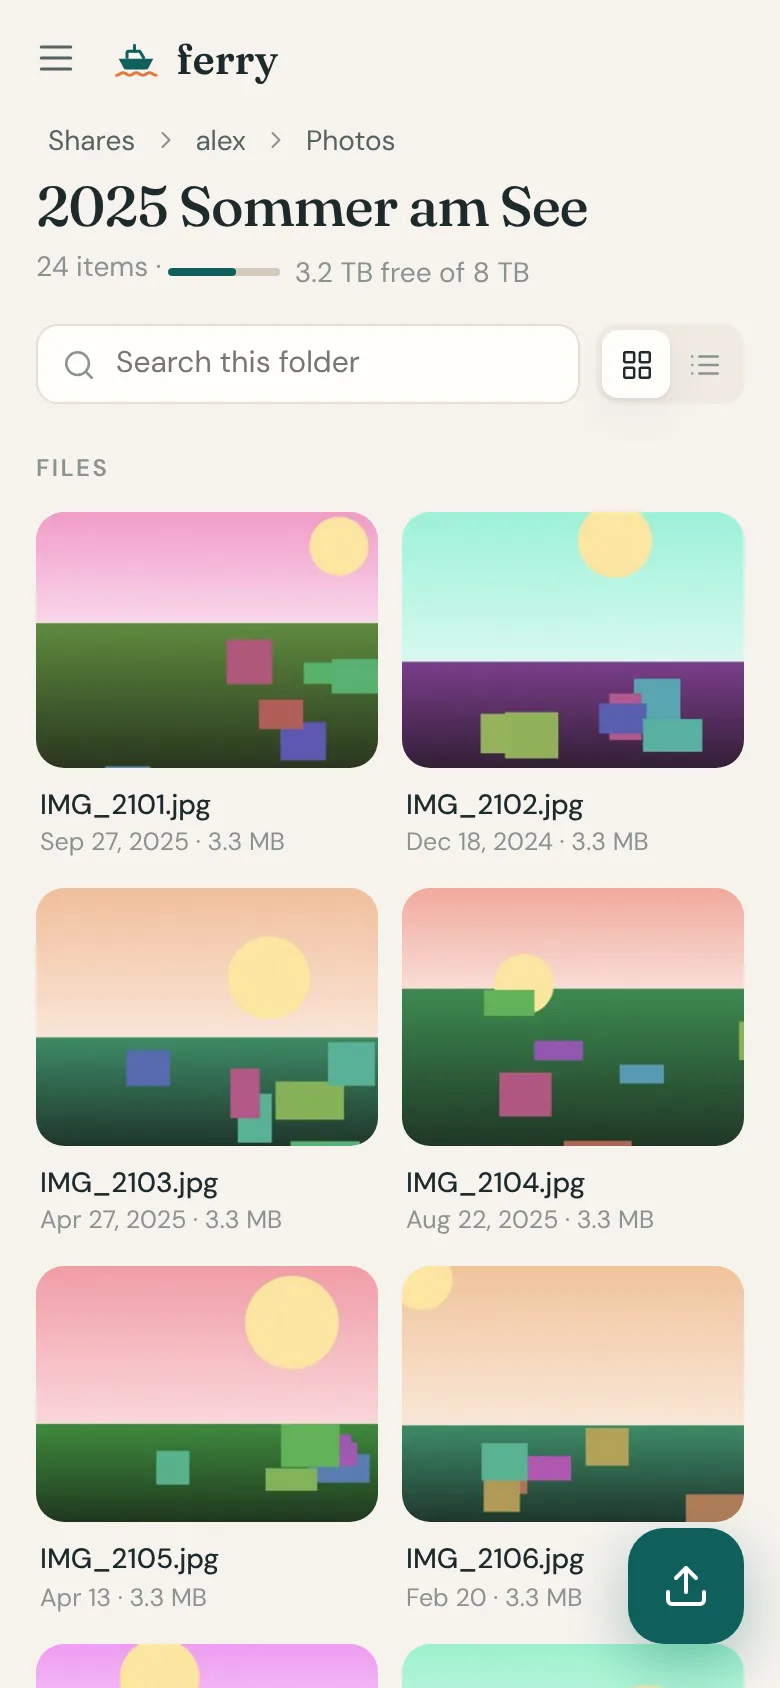 ferry
Shares > alex > Photos
2025 Sommer am See
24 items · 3.2 TB free of 8 TB
Search this folder
FILES
IMG_2101.jpg
Sep 27, 2025 · 3.3 MB
IMG_2102.jpg
Dec 18, 2024 · 3.3 MB
IMG_2103.jpg
Apr 27, 2025 · 3.3 MB
IMG_2104.jpg
Aug 22, 2025 · 3.3 MB
IMG_2105.jpg
Apr 13 · 3.3 MB
IMG_2106.jpg
Feb 20 · 3.3 MB